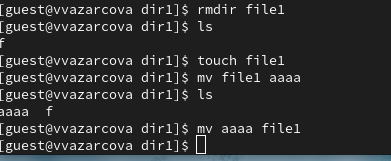 [guest@vvazarcova dir1]$ rmdir file1
[guest@vvazarcova dir1]$ ls
f
[guest@vvazarcova dir1]$ touch file1
[guest@vvazarcova dir1]$ mv file1 aaaa
[guest@vvazarcova dir1]$ ls
aaaa  f
[guest@vvazarcova dir1]$ mv aaaa file1
[guest@vvazarcova dir1]$